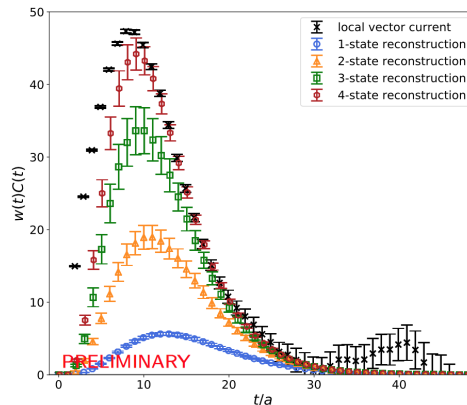 50
40
30
20
10
0
w(t)C(t)
local vector current
1-state reconstruction
2-state reconstruction
3-state reconstruction
4-state reconstruction
PRELIMINARY
0 10 20 30 40
t/a